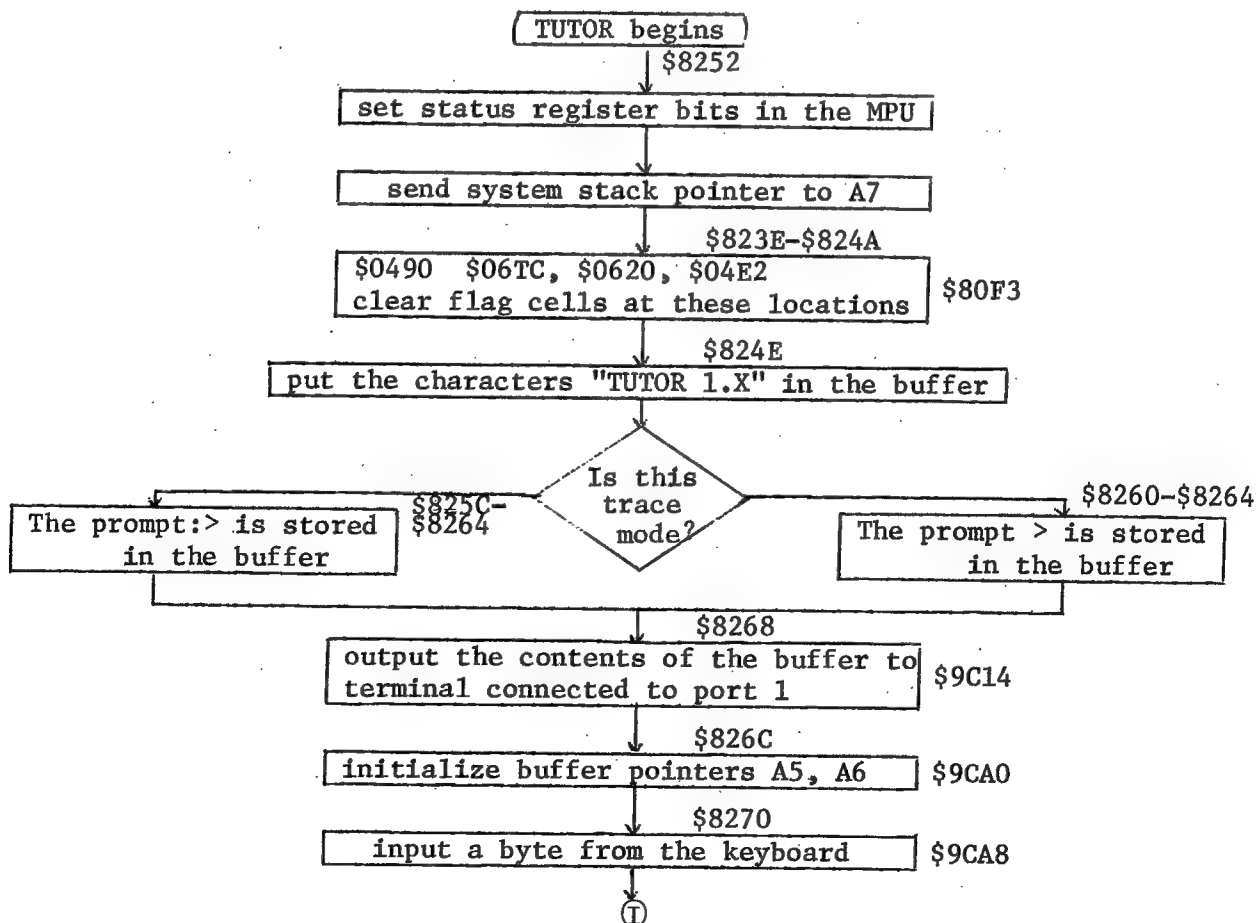 TUTOR begins
$8252
set status register bits in the MPU
send system stack pointer to A7
$823E-$824A
$0490 $06TC, $0620, $04E2
clear flag cells at these locations
$80F3
$824E
put the characters "TUTOR 1.X" in the buffer
Is this
trace
mode?
$825C-
$8264
The prompt:> is stored
in the buffer
$8260-$8264
The prompt > is stored
in the buffer
$8268
output the contents of the buffer to
terminal connected to port 1
$9C14
$826C
initialize buffer pointers A5, A6
$9CA0
$8270
input a byte from the keyboard
$9CA8
I